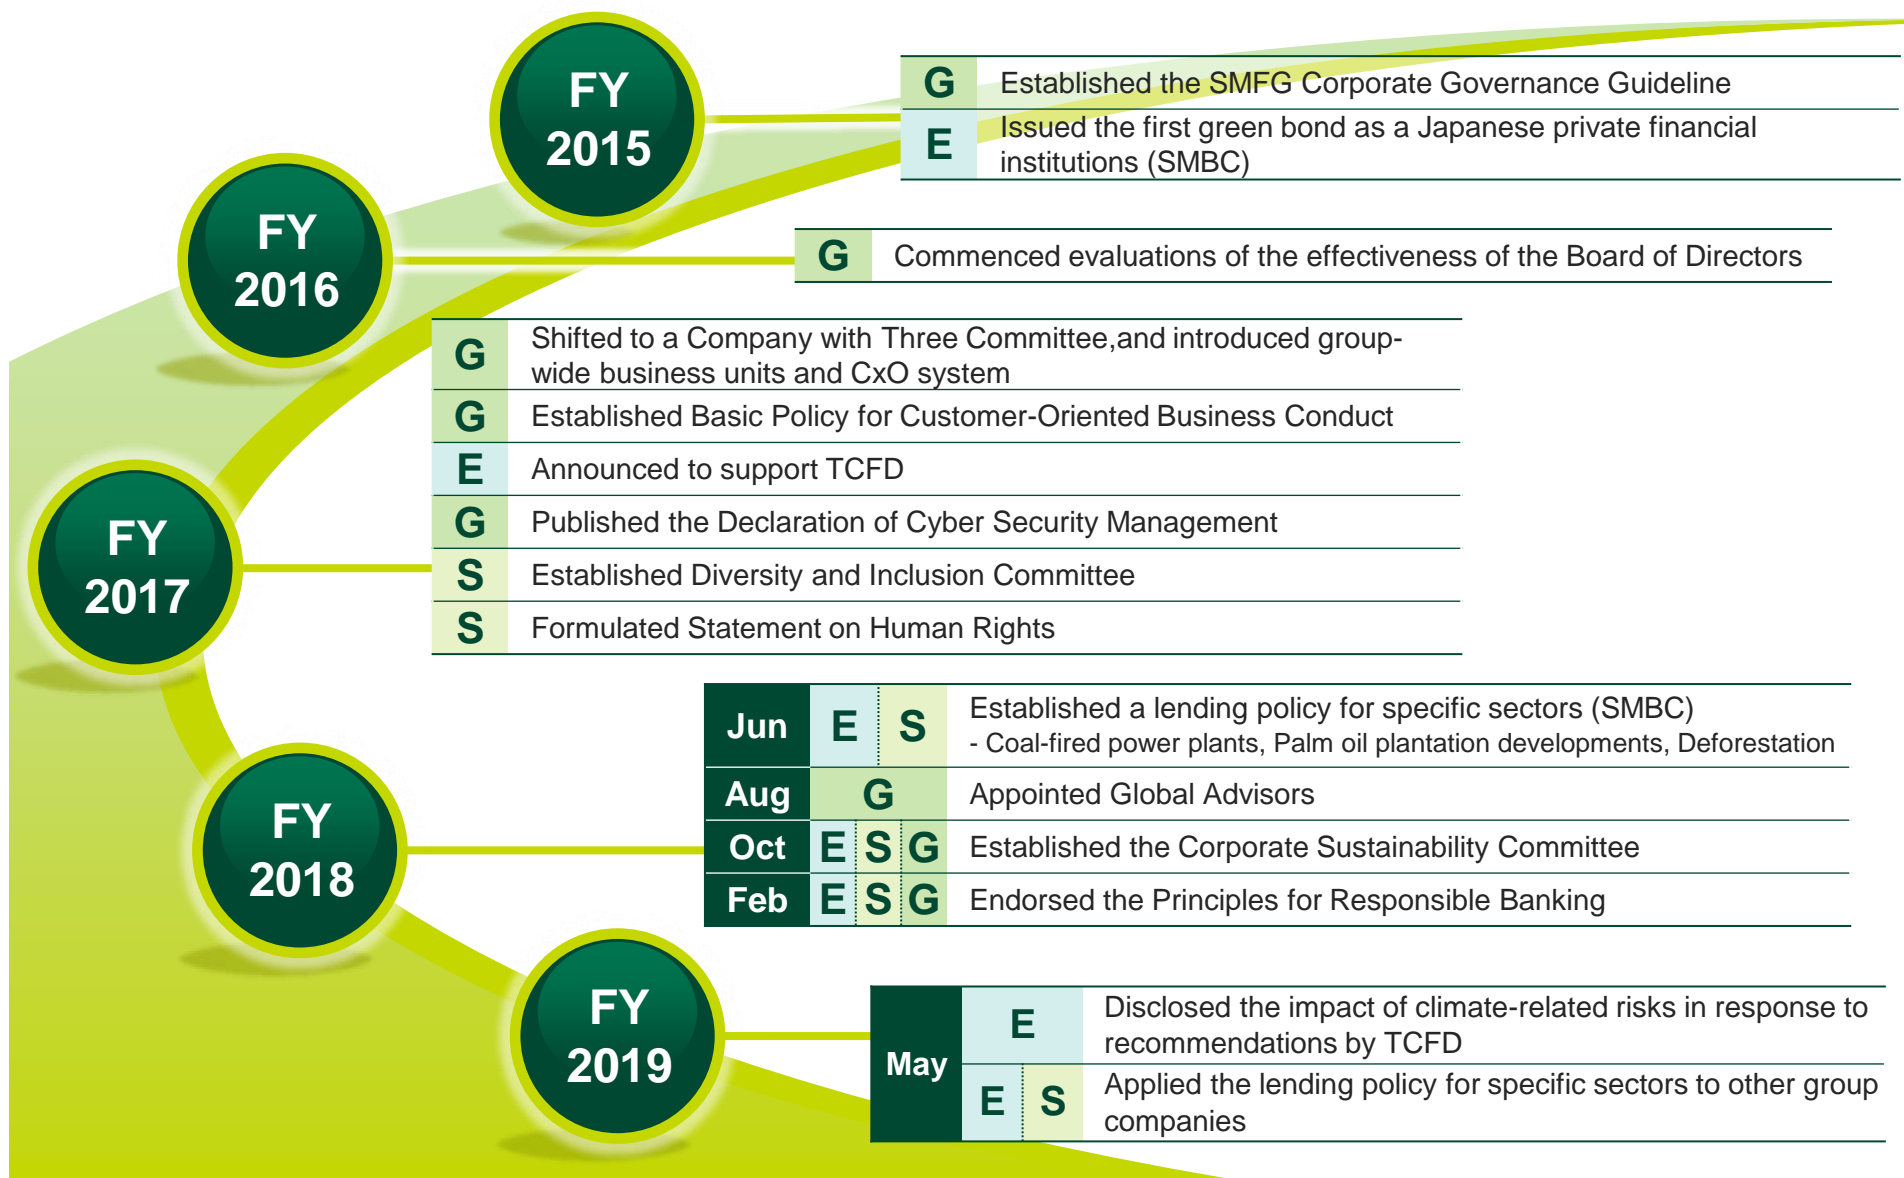 FY
2015
G Established the SMFG Corporate Governance Guideline
E Issued the first green bond as a Japanese private financial
institutions (SMBC)
FY
2016
G Commenced evaluations of the effectiveness of the Board of Directors
FY
2017
G Shifted to a Company with Three Committee,and introduced group-
wide business units and CxO system
G Established Basic Policy for Customer-Oriented Business Conduct
E Announced to support TCFD
G Published the Declaration of Cyber Security Management
S Established Diversity and Inclusion Committee
S Formulated Statement on Human Rights
FY
2018
Jun E S Established a lending policy for specific sectors (SMBC)
- Coal-fired power plants, Palm oil plantation developments, Deforestation
Aug G Appointed Global Advisors
Oct E S G Established the Corporate Sustainability Committee
Feb E S G Endorsed the Principles for Responsible Banking
FY
2019
May E Disclosed the impact of climate-related risks in response to
recommendations by TCFD
E S Applied the lending policy for specific sectors to other group
companies